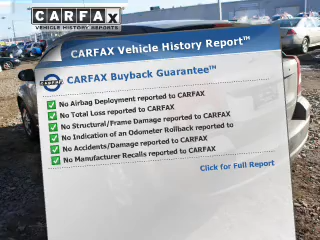 CARFAX
VEHICLE HISTORY REPORTS
CARFAX Vehicle History Report™
CARFAX Buyback Guarantee™
No Airbag Deployment reported to CARFAX
No Total Loss reported to CARFAX
No Structural/Frame Damage reported to CARFAX
No Indication of an Odometer Rollback reported to
No Accidents/Damage reported to CARFAX
No Manufacturer Recalls reported to CARFAX
Click for Full Report